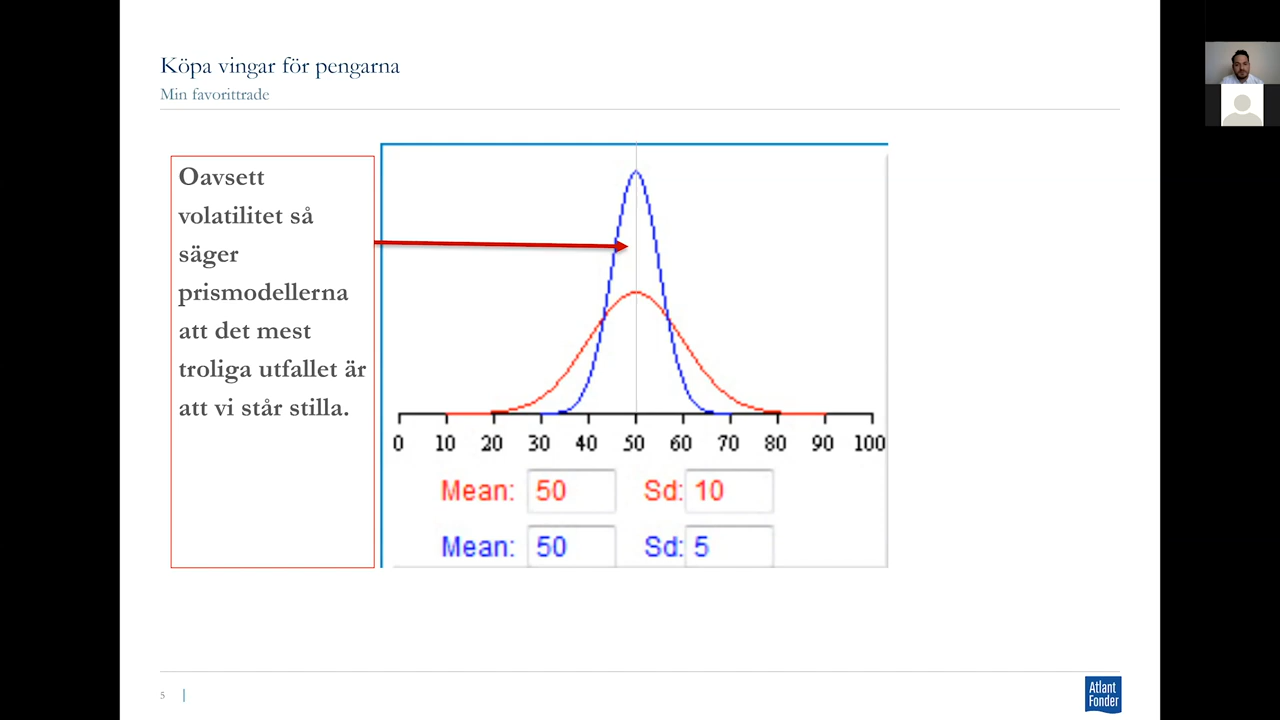 Köpa vingar för pengarna
Min favorittrade
Oavsett
volatilitet så
säger
prismodellerna
att det mest
troliga utfallet är
att vi står stilla.
0 10 20 30 40 50 60 70 80 90 100
Mean: 50 Sd: 10
Mean: 50 Sd: 5
5
Atlant
Fonder